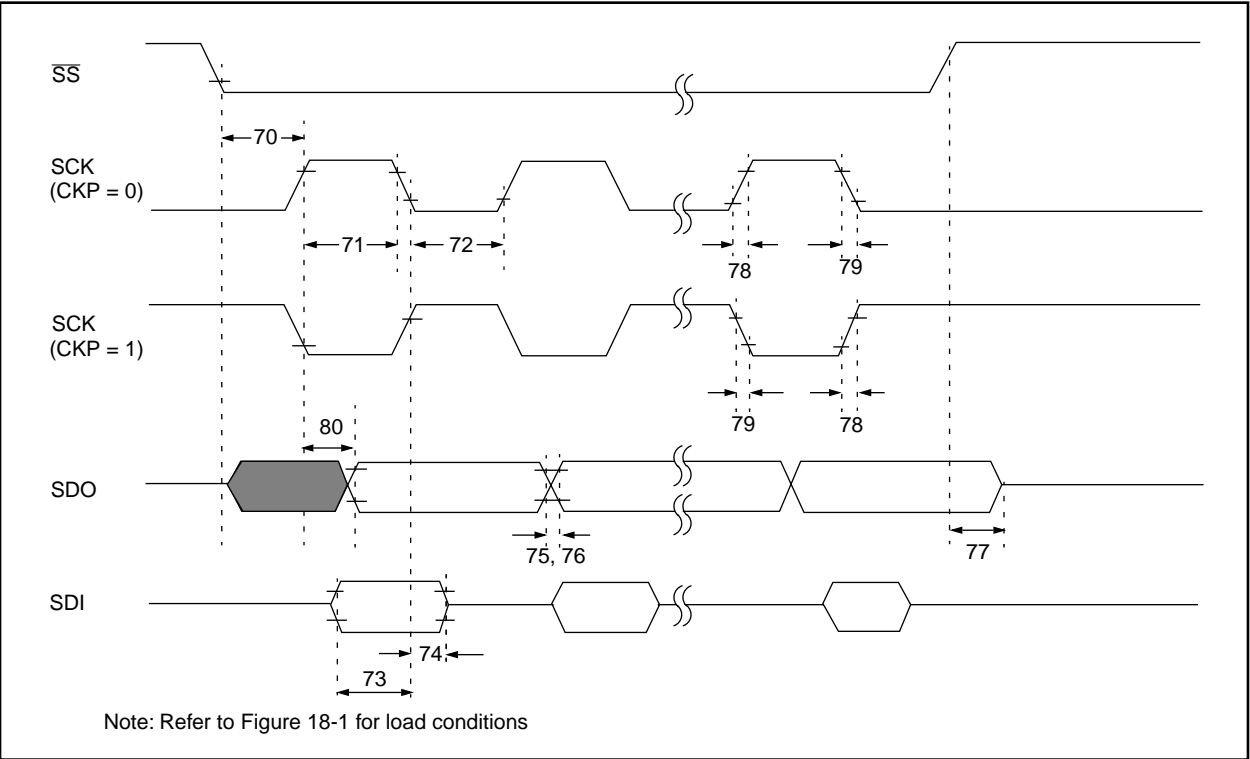 SS
70
SCK
(CKP = 0)
71
72
78
79
SCK
(CKP = 1)
79
78
80
SDO
75, 76
77
SDI
74
73
Note: Refer to Figure 18-1 for load conditions